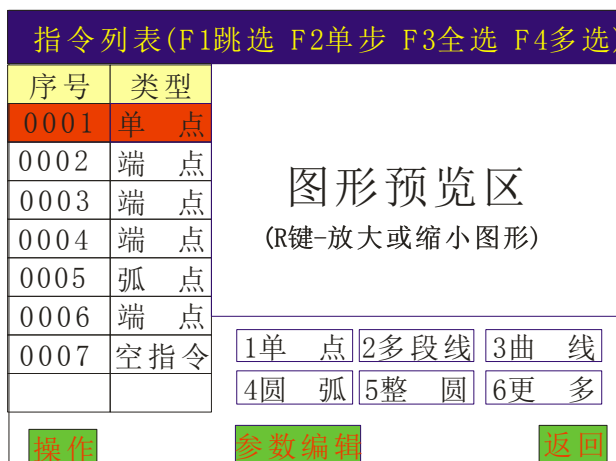 指令列表(F1跳选 F2单步 F3全选 F4多选)
序号 类型
0001 单 点
0002 端 点
0003 端 点
0004 端 点
0005 弧 点
0006 端 点
0007 空指令
图形预览区
(R键-放大或缩小图形)
1单 点 2多段线 3曲 线
4圆 弧 5整 圆 6更 多
操作 参数编辑 返回